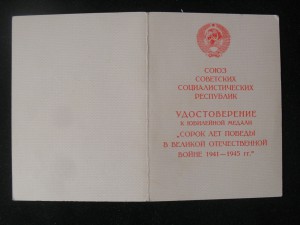 СОЮЗ
СОВЕТСКИХ
СОЦИАЛИСТИЧЕСКИХ
РЕСПУБЛИК
УДОСТОВЕРЕНИЕ
К ЮБИЛЕЙНОЙ МЕДАЛИ
„СОРОК ЛЕТ ПОБЕДЫ
В ВЕЛИКОЙ ОТЕЧЕСТВЕННОЙ
ВОЙНЕ 1941—1945 гг."